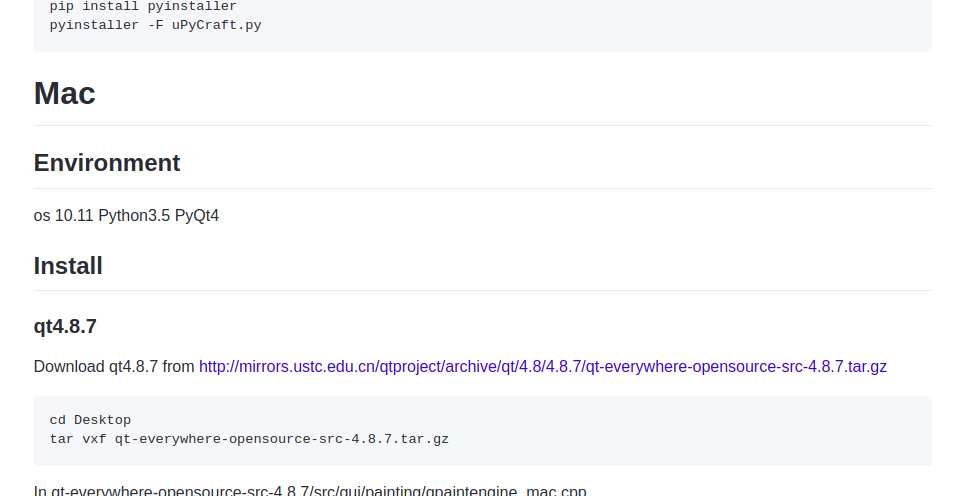 pip install pyinstaller
pyinstaller -F uPyCraft.py
Mac
Environment
os 10.11 Python3.5 PyQt4
Install
qt4.8.7
Download qt4.8.7 from http://mirrors.ustc.edu.cn/qtproject/archive/qt/4.8/4.8.7/qt-everywhere-opensource-src-4.8.7.tar.gz
cd Desktop
tar vxf qt-everywhere-opensource-src-4.8.7.tar.gz
In qt-everywhere-opensource-src-4.8.7/src/gui/painting/qpaintengine_mac.cpp